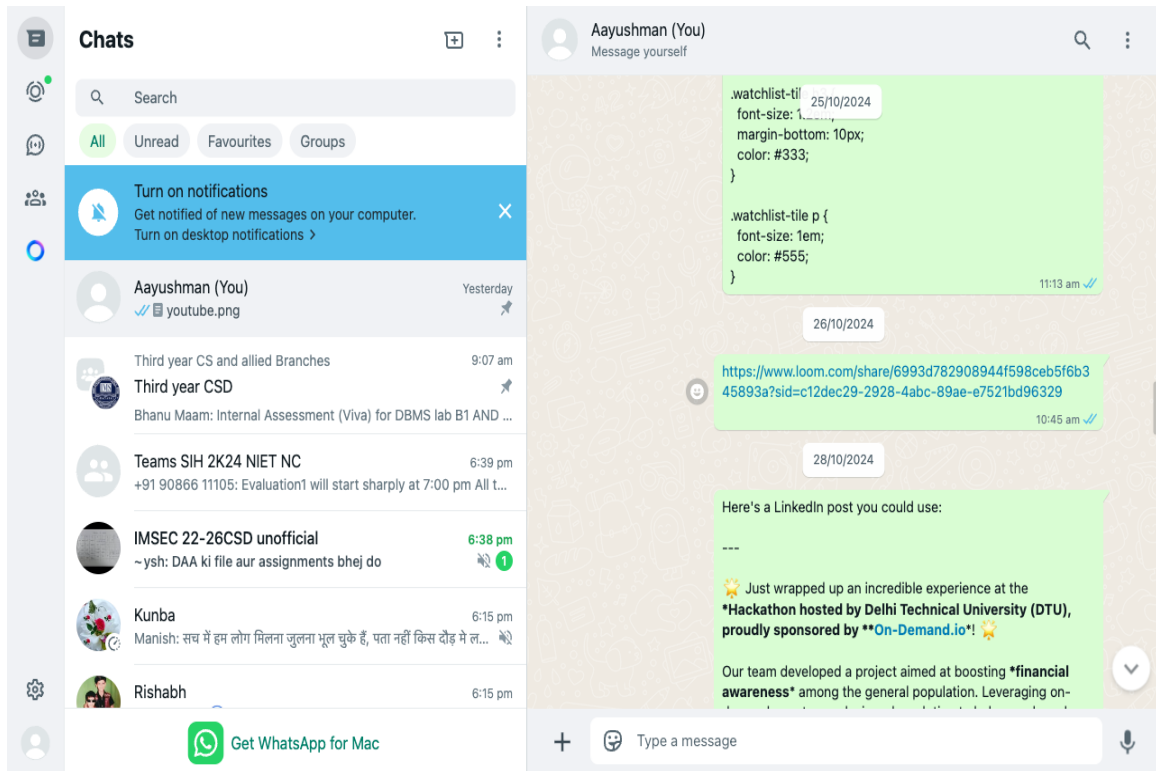 Chats
Search
All
Unread
Favourites
Groups
Turn on notifications
Get notified of new messages on your computer.
Turn on desktop notifications >
Aayushman (You)
Yesterday
youtube.png
Third year CS and allied Branches
9:07 am
Third year CSD
Bhanu Maam: Internal Assessment (Viva) for DBMS lab B1 AND ...
Teams SIH 2K24 NIET NC
6:39 pm
+91 90866 11105: Evaluation1 will start sharply at 7:00 pm All t...
IMSEC 22-26CSD unofficial
6:38 pm
~ysh: DAA ki file aur assignments bhej do
1
Kunba
6:15 pm
Manish: सच में हम लोग मिलना जुलना भूल चुके हैं, पता नहीं किस दौड़ मे ल...
Rishabh
6:15 pm
Get WhatsApp for Mac
Aayushman (You)
Message yourself
25/10/2024
.watchlist-til
font-size:
margin-bottom: 10px;
color: #333;
}
.watchlist-tile p {
font-size: 1em;
color: #555;
}
11:13 am
26/10/2024
https://www.loom.com/share/6993d782908944f598ceb5f6b3
45893a?sid=c12dec29-2928-4abc-89ae-e7521bd96329
10:45 am
28/10/2024
Here's a LinkedIn post you could use:
---
🌟 Just wrapped up an incredible experience at the
*Hackathon hosted by Delhi Technical University (DTU),
proudly sponsored by **On-Demand.io*! 🌟
Our team developed a project aimed at boosting *financial
awareness* among the general population. Leveraging on-
Type a message